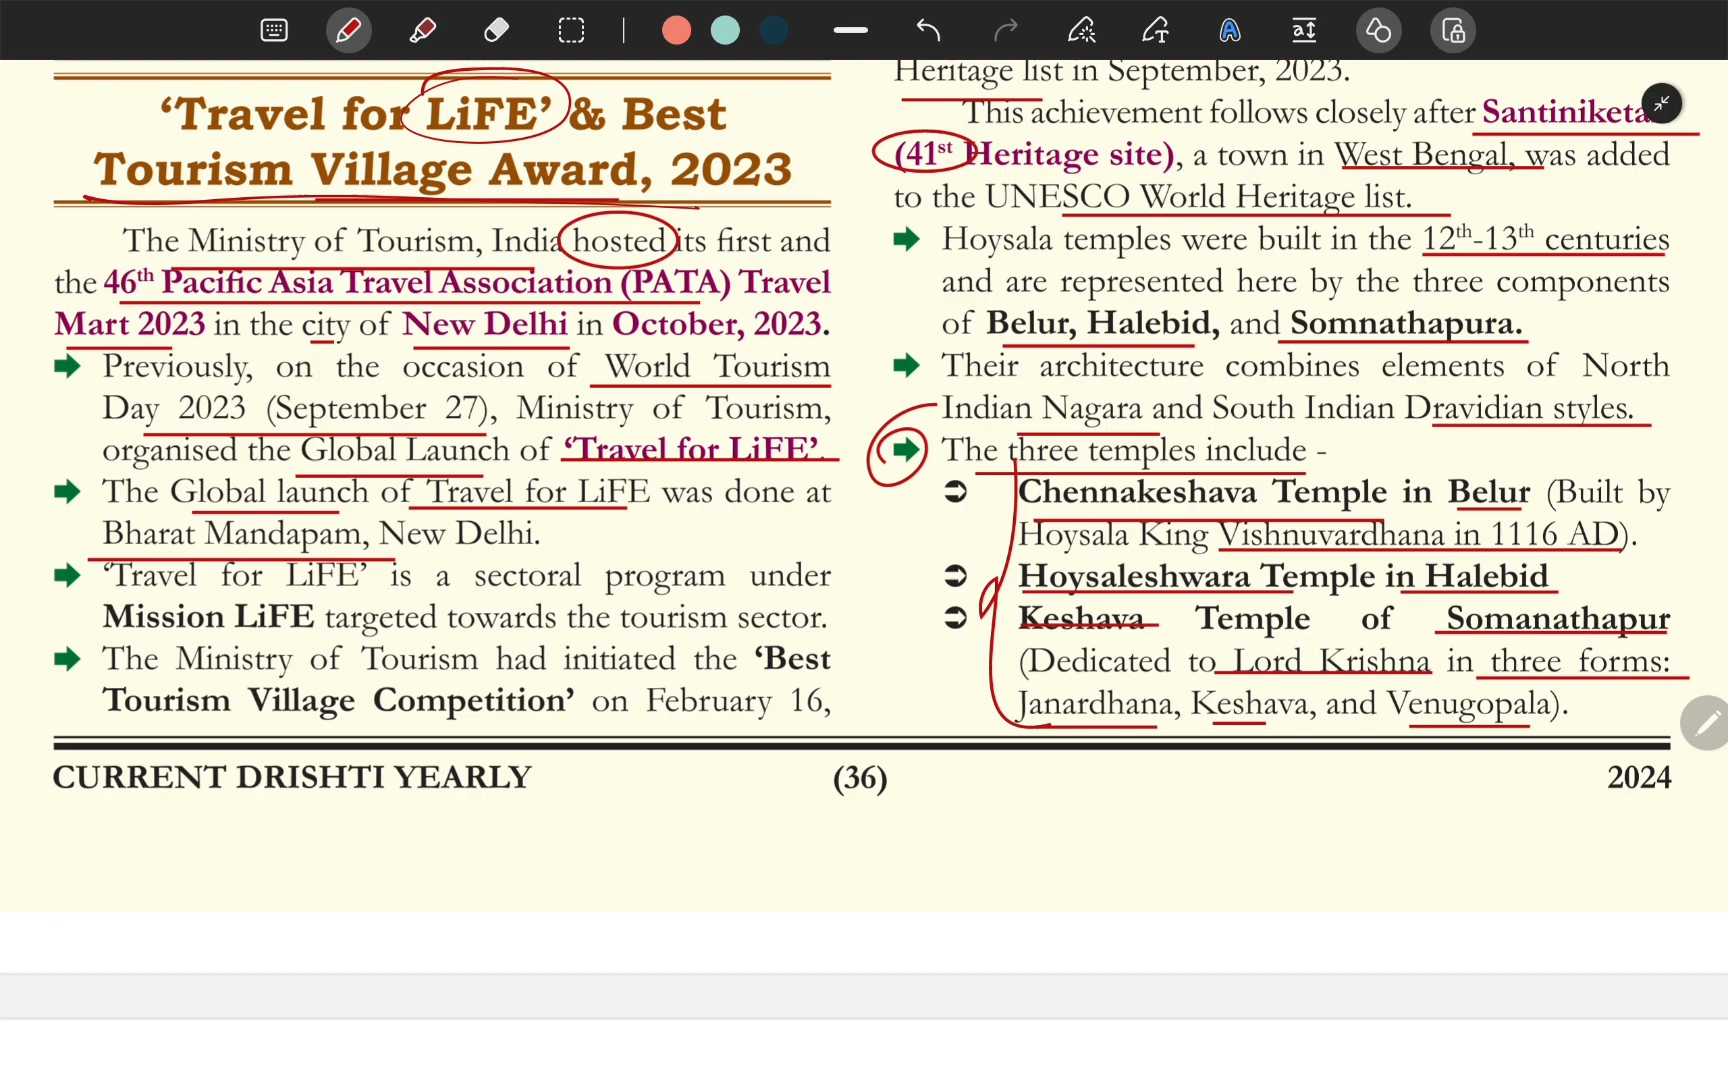 ‘Travel for LiFE’ & Best
Tourism Village Award, 2023
The Ministry of Tourism, India hosted its first and
the 46th Pacific Asia Travel Association (PATA) Travel
Mart 2023 in the city of New Delhi in October, 2023.
Previously, on the occasion of World Tourism
Day 2023 (September 27), Ministry of Tourism,
organised the Global Launch of ‘Travel for LiFE’.
The Global launch of Travel for LiFE was done at
Bharat Mandapam, New Delhi.
‘Travel for LiFE’ is a sectoral program under
Mission LiFE targeted towards the tourism sector.
The Ministry of Tourism had initiated the ‘Best
Tourism Village Competition’ on February 16,
Heritage list in September, 2023.
This achievement follows closely after Santiniketa
(41st Heritage site), a town in West Bengal, was added
to the UNESCO World Heritage list.
Hoysala temples were built in the 12th-13th centuries
and are represented here by the three components
of Belur, Halebid, and Somnathapura.
Their architecture combines elements of North
Indian Nagara and South Indian Dravidian styles.
The three temples include -
Chennakeshava Temple in Belur (Built by
Hoysala King Vishnuvardhana in 1116 AD).
Hoysaleshwara Temple in Halebid
Keshava Temple of Somanathapur
(Dedicated to Lord Krishna in three forms:
Janardhana, Keshava, and Venugopala).
CURRENT DRISHTI YEARLY (36) 2024